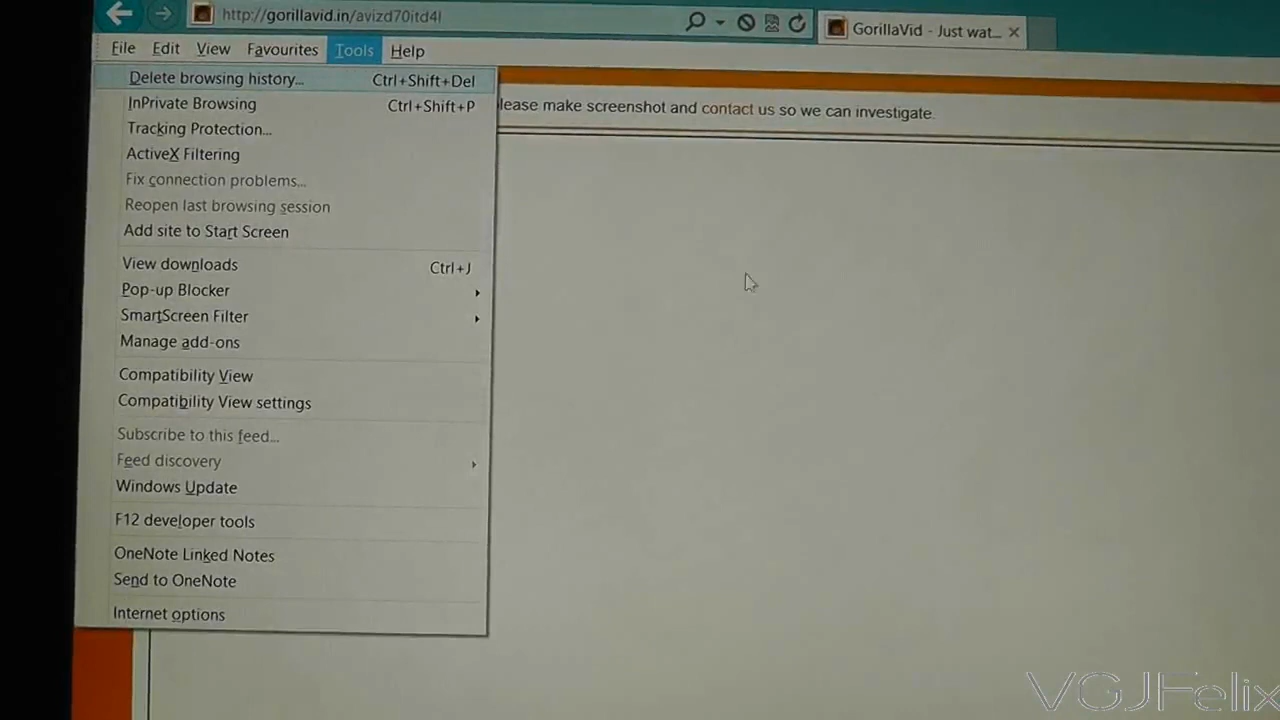 http://gorillavid.in/avizd70itd4l
GorillaVid - Just wat...
File Edit View Favourites Tools Help
Delete browsing history... Ctrl+Shift+Del
lease make screenshot and contact us so we can investigate.
InPrivate Browsing Ctrl+Shift+P
Tracking Protection...
ActiveX Filtering
Fix connection problems...
Reopen last browsing session
Add site to Start Screen
View downloads Ctrl+J
Pop-up Blocker
SmartScreen Filter
Manage add-ons
Compatibility View
Compatibility View settings
Subscribe to this feed...
Feed discovery
Windows Update
F12 developer tools
OneNote Linked Notes
Send to OneNote
Internet options
VGJFelix